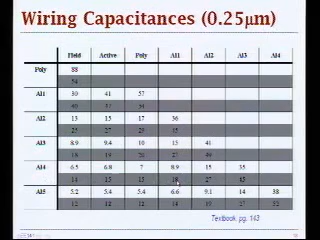 Wiring Capacitances (0.25μm)
Field Active Poly Al1 Al2 Al3 Al4
Poly 88
54
Al1 30 41 57
40 47 54
Al2 13 15 17 36
25 27 29 45
Al3 8.9 9.4 10 15 41
18 19 20 27 49
Al4 6.5 6.8 7 8.9 15 35
14 15 15 18 27 45
Al5 5.2 5.4 5.4 6.6 9.1 14 38
12 12 12 14 19 27 52
Textbook pg. 143